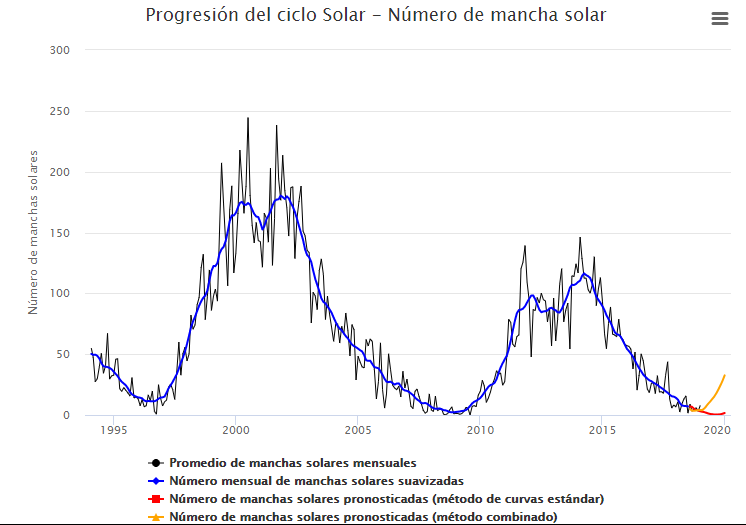 Progresión del ciclo Solar - Número de mancha solar
300
250
200
150
100
50
0
Número de manchas solares
1995
2000
2005
2010
2015
2020
Promedio de manchas solares mensuales
Número mensual de manchas solares suavizadas
Número de manchas solares pronosticadas (método de curvas estándar)
Número de manchas solares pronosticadas (método combinado)